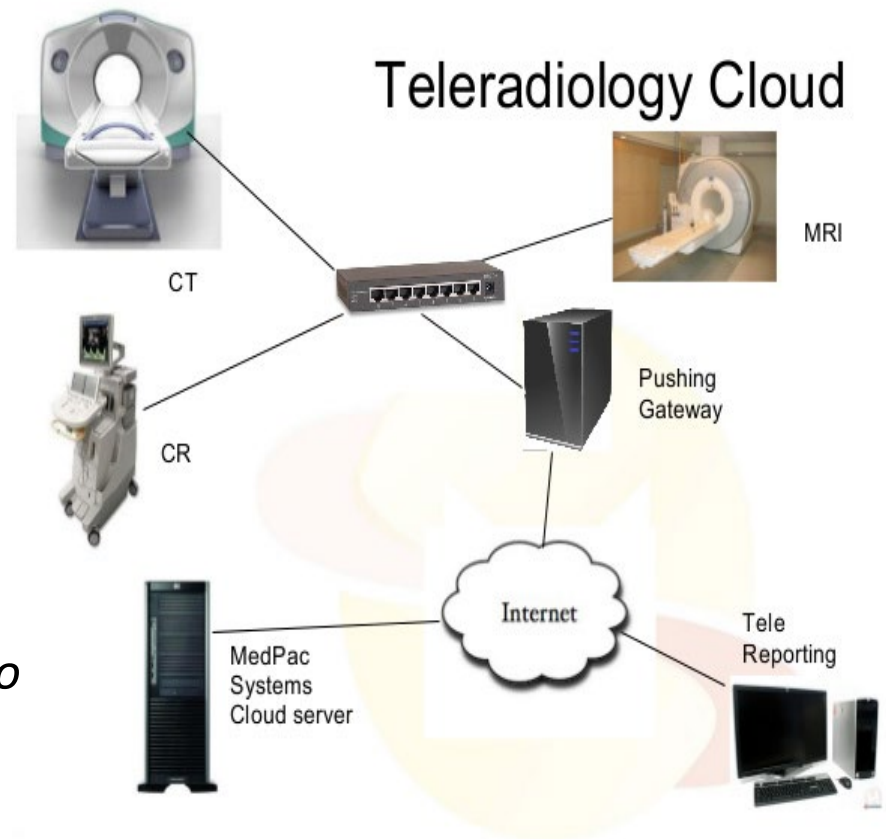 Teleradiology Cloud
MRI
CT
Pushing
Gateway
CR
Internet
Tele
Reporting
MedPac
Systems
Cloud server
o